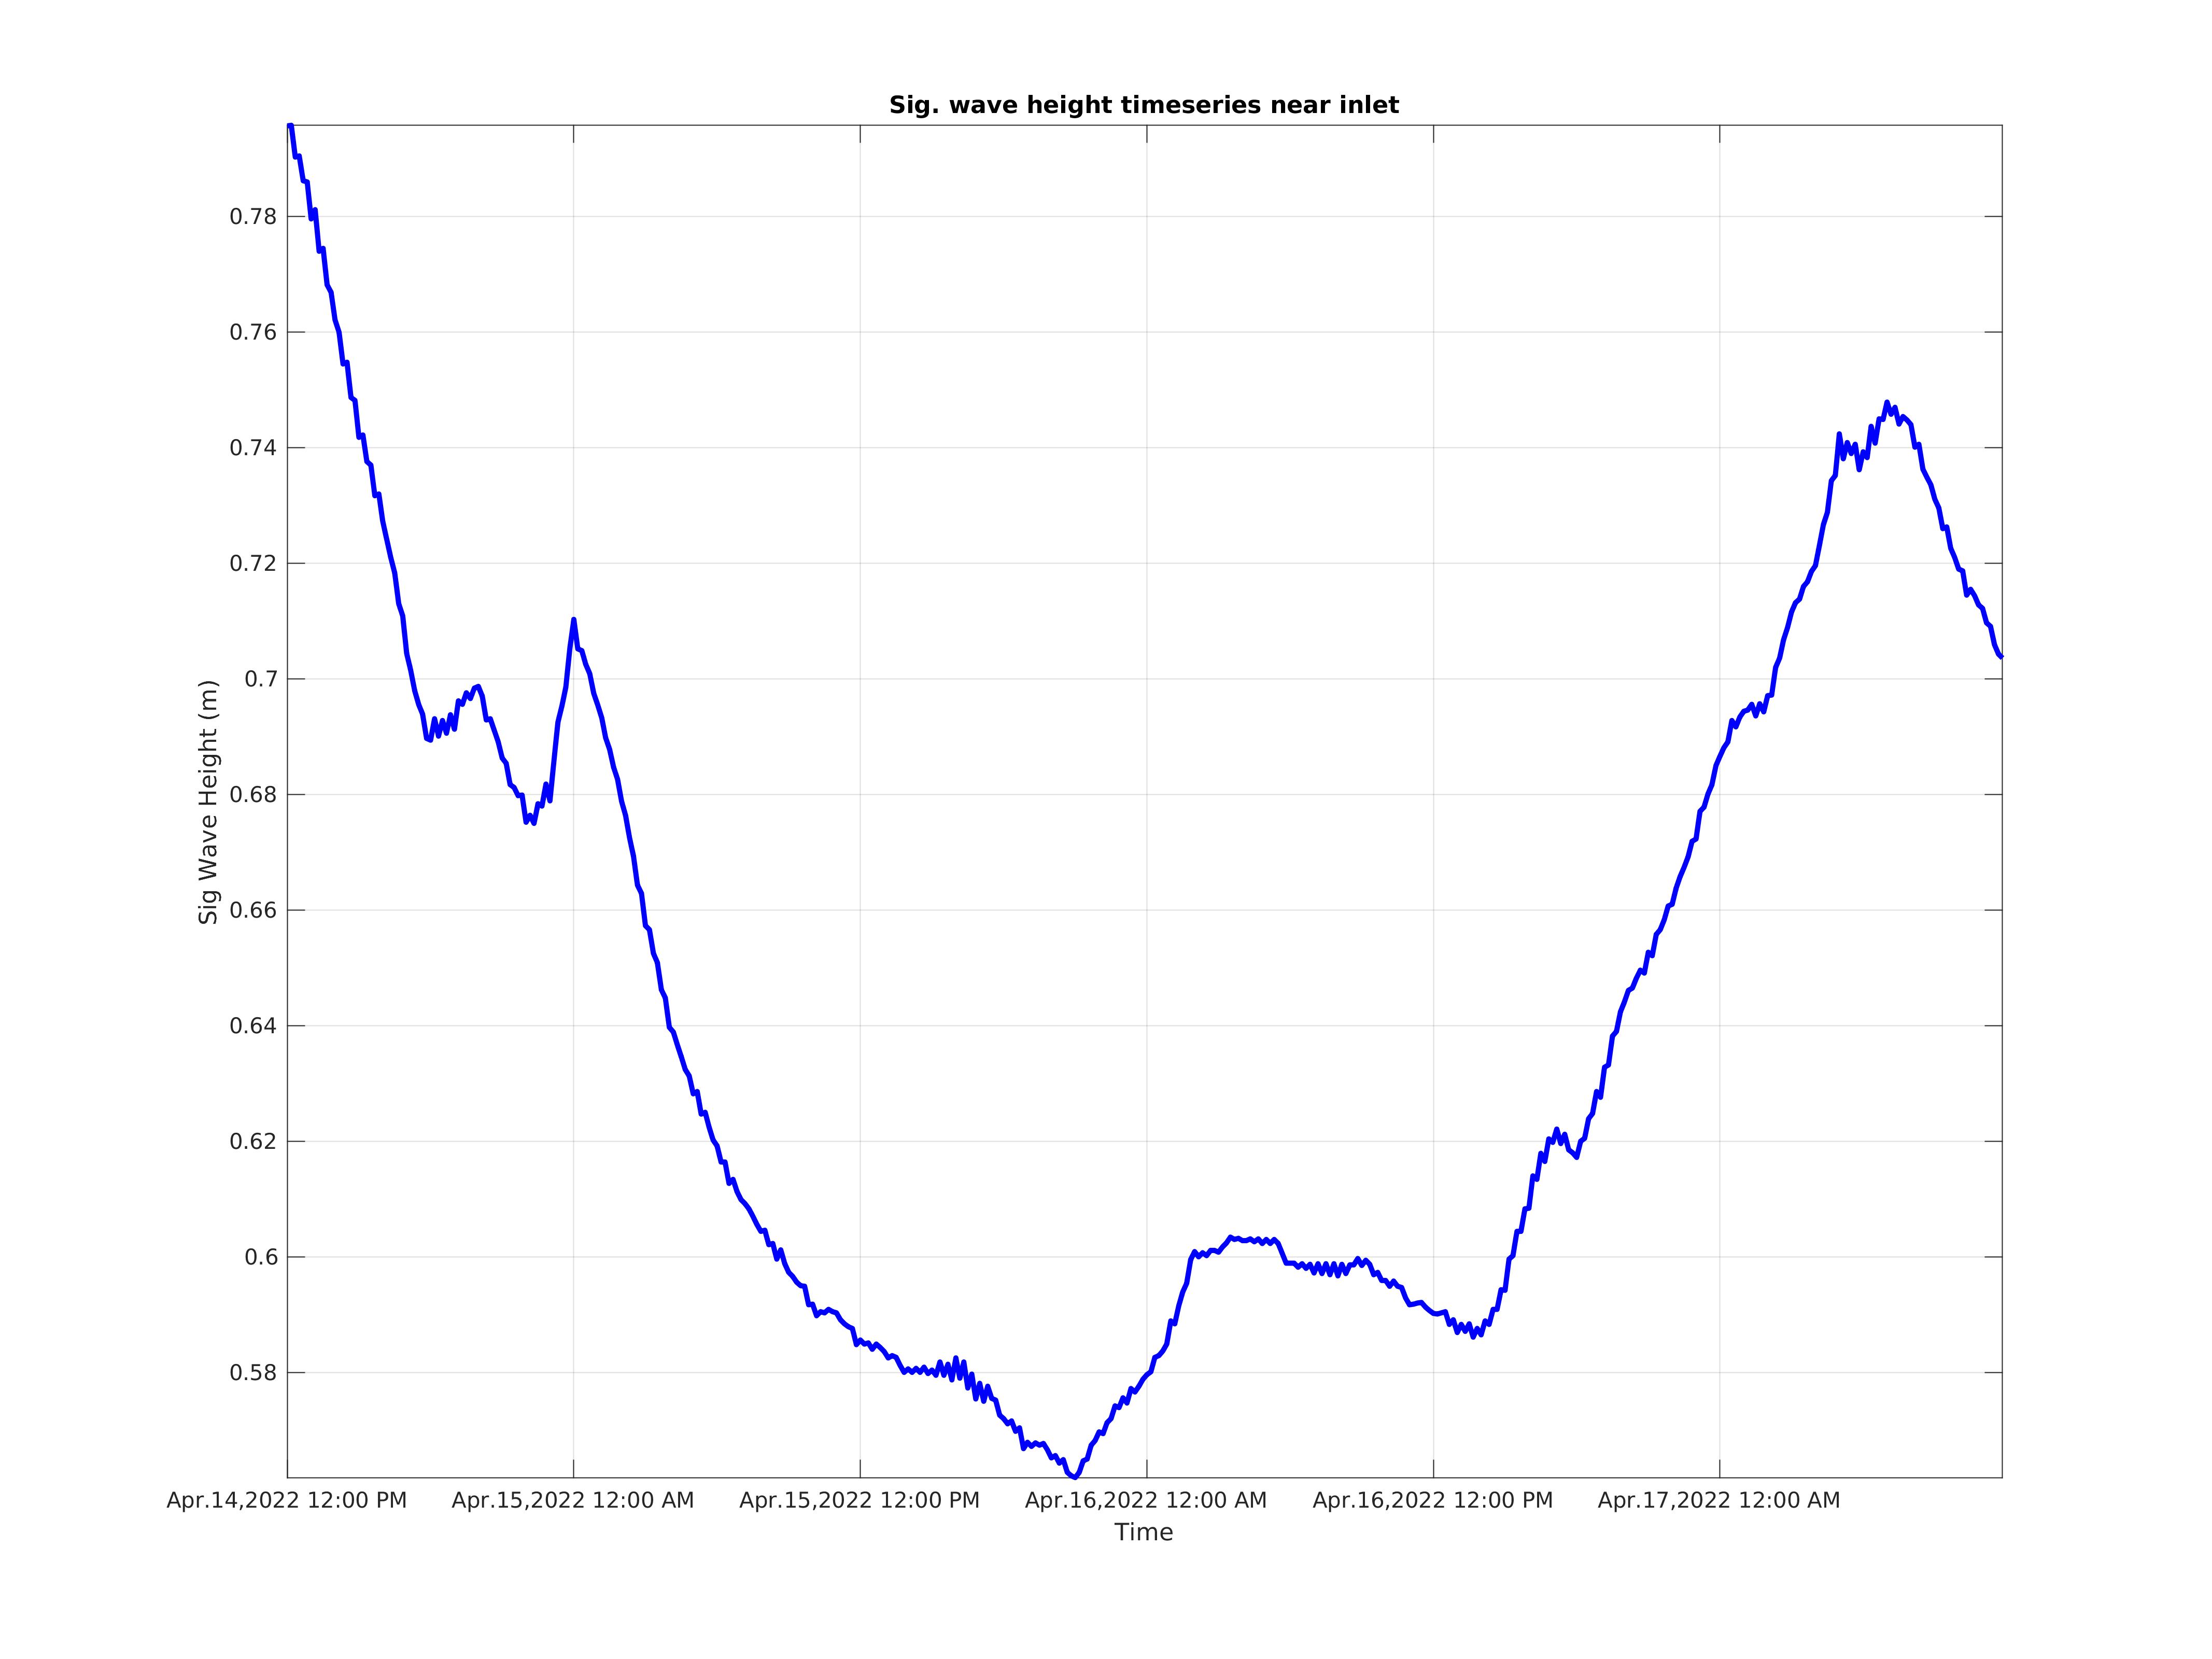 Sig. wave height timeseries near inlet
0.78
0.76
0.74
0.72
0.7
0.68
0.66
0.64
0.62
0.6
0.58
Sig Wave Height (m)
Apr.14,2022 12:00 PM Apr.15,2022 12:00 AM Apr.15,2022 12:00 PM Apr.16,2022 12:00 AM Apr.16,2022 12:00 PM Apr.17,2022 12:00 AM
Time